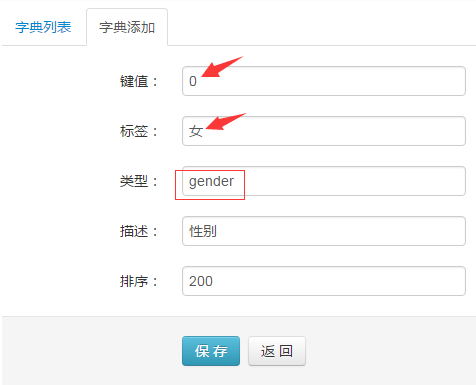 字典列表 字典添加
键值： 0
标签： 女
类型： gender
描述： 性别
排序： 200
保 存 返 回